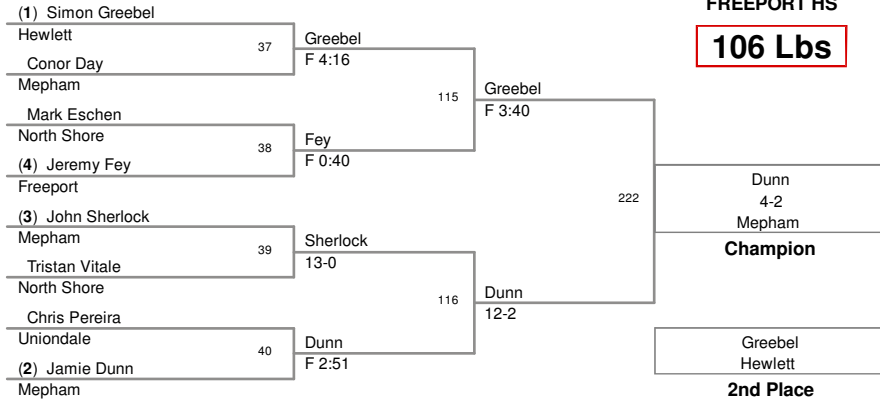 FREEPORT HS
106 Lbs
(1) Simon Greebel
Hewlett
Conor Day
Mepham
Mark Eschen
North Shore
(4) Jeremy Fey
Freeport
(3) John Sherlock
Mepham
Tristan Vitale
North Shore
Chris Pereira
Uniondale
(2) Jamie Dunn
Mepham
37
38
39
40
Greebel
F 4:16
Fey
F 0:40
Sherlock
13-0
Dunn
F 2:51
115
116
Greebel
F 3:40
Dunn
12-2
222
Dunn
4-2
Mepham
Champion
Greebel
Hewlett
2nd Place